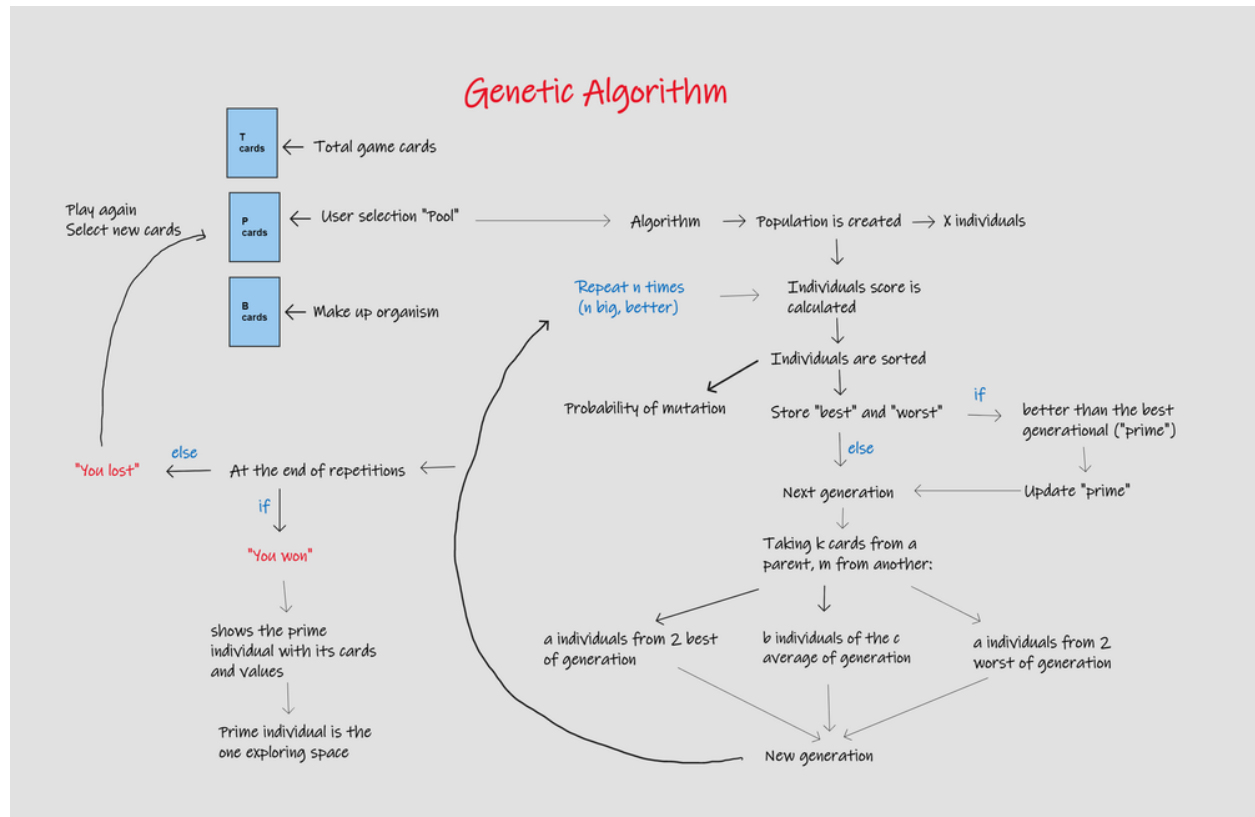 Genetic Algorithm
T
cards
Total game cards
Play again
Select new cards
P
cards
User selection "Pool"
Algorithm
Population is created
X individuals
B
cards
Make up organism
Repeat n times
(n big, better)
Individuals score is
calculated
Individuals are sorted
Probability of mutation
Store "best" and "worst"
if
better than the best
generational ("prime")
else
Next generation
Update "prime"
"You lost"
else
At the end of repetitions
if
"You won"
shows the prime
individual with its cards
and values
Prime individual is the
one exploring space
Taking k cards from a
parent, m from another:
a individuals from 2 best
of generation
b individuals of the c
average of generation
a individuals from 2
worst of generation
New generation